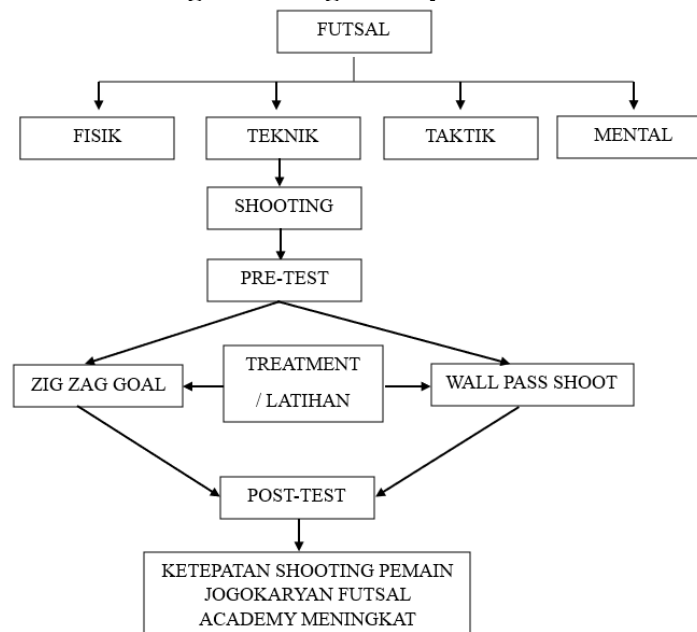 FUTSAL
FISIK
TEKNIK
TAKTIK
MENTAL
SHOOTING
PRE-TEST
ZIG ZAG GOAL
TREATMENT
/ LATIHAN
WALL PASS SHOOT
POST-TEST
KETEPATAN SHOOTING PEMAIN
JOGOKARYAN FUTSAL
ACADEMY MENINGKAT